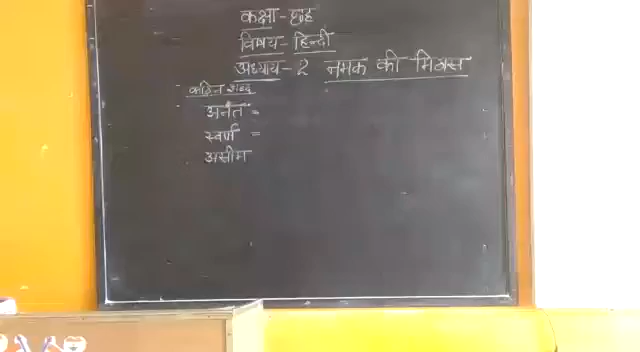 कक्षा - छह
विषय - हिन्दी
अध्याय - 2 नमक की मिठास
कठिन शब्द
अनंत =
स्वर्ण =
असीम